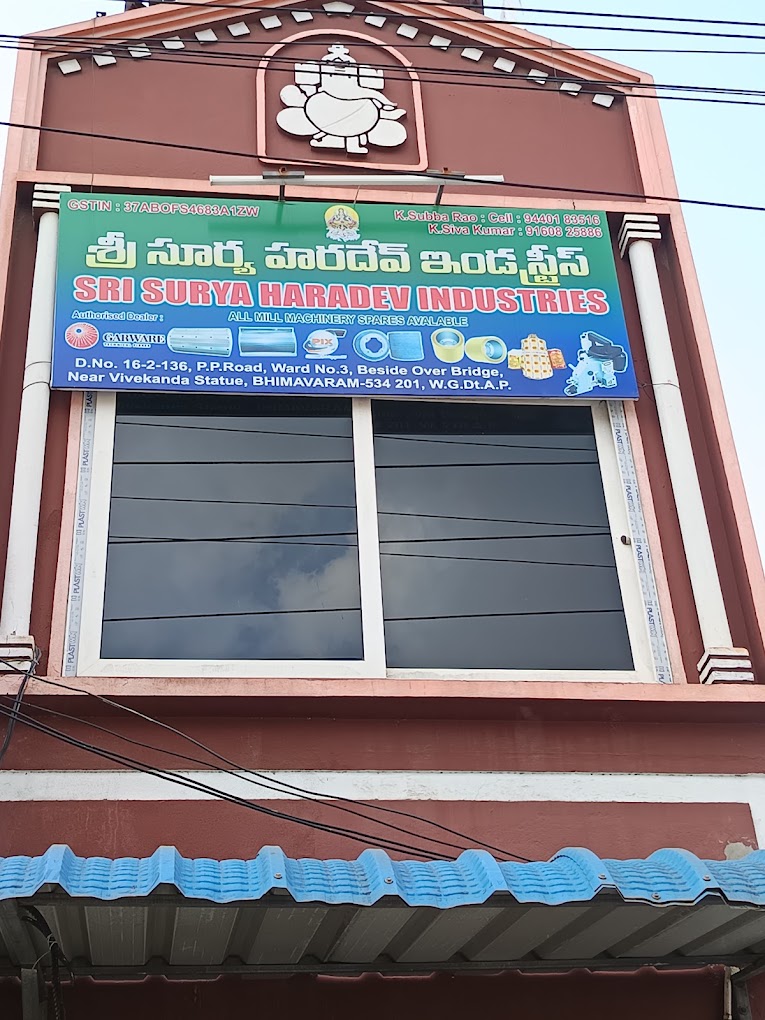 GSTIN : 37ABOFS4683A1ZW
K.Subba Rao : Cell : 94401 83516
K.Siva Kumar : 91608 25886
శ్రీ సూర్య హరదేవ్ ఇండస్ట్రీస్
SRI SURYA HARADEV INDUSTRIES
Authorised Dealer :
ALL MILL MACHINERY SPARES AVALABLE
GARWARE
PIX
D.No. 16-2-136, P.P.Road, Ward No.3, Beside Over Bridge,
Near Vivekanda Statue, BHIMAVARAM-534 201, W.G.Dt.A.P.